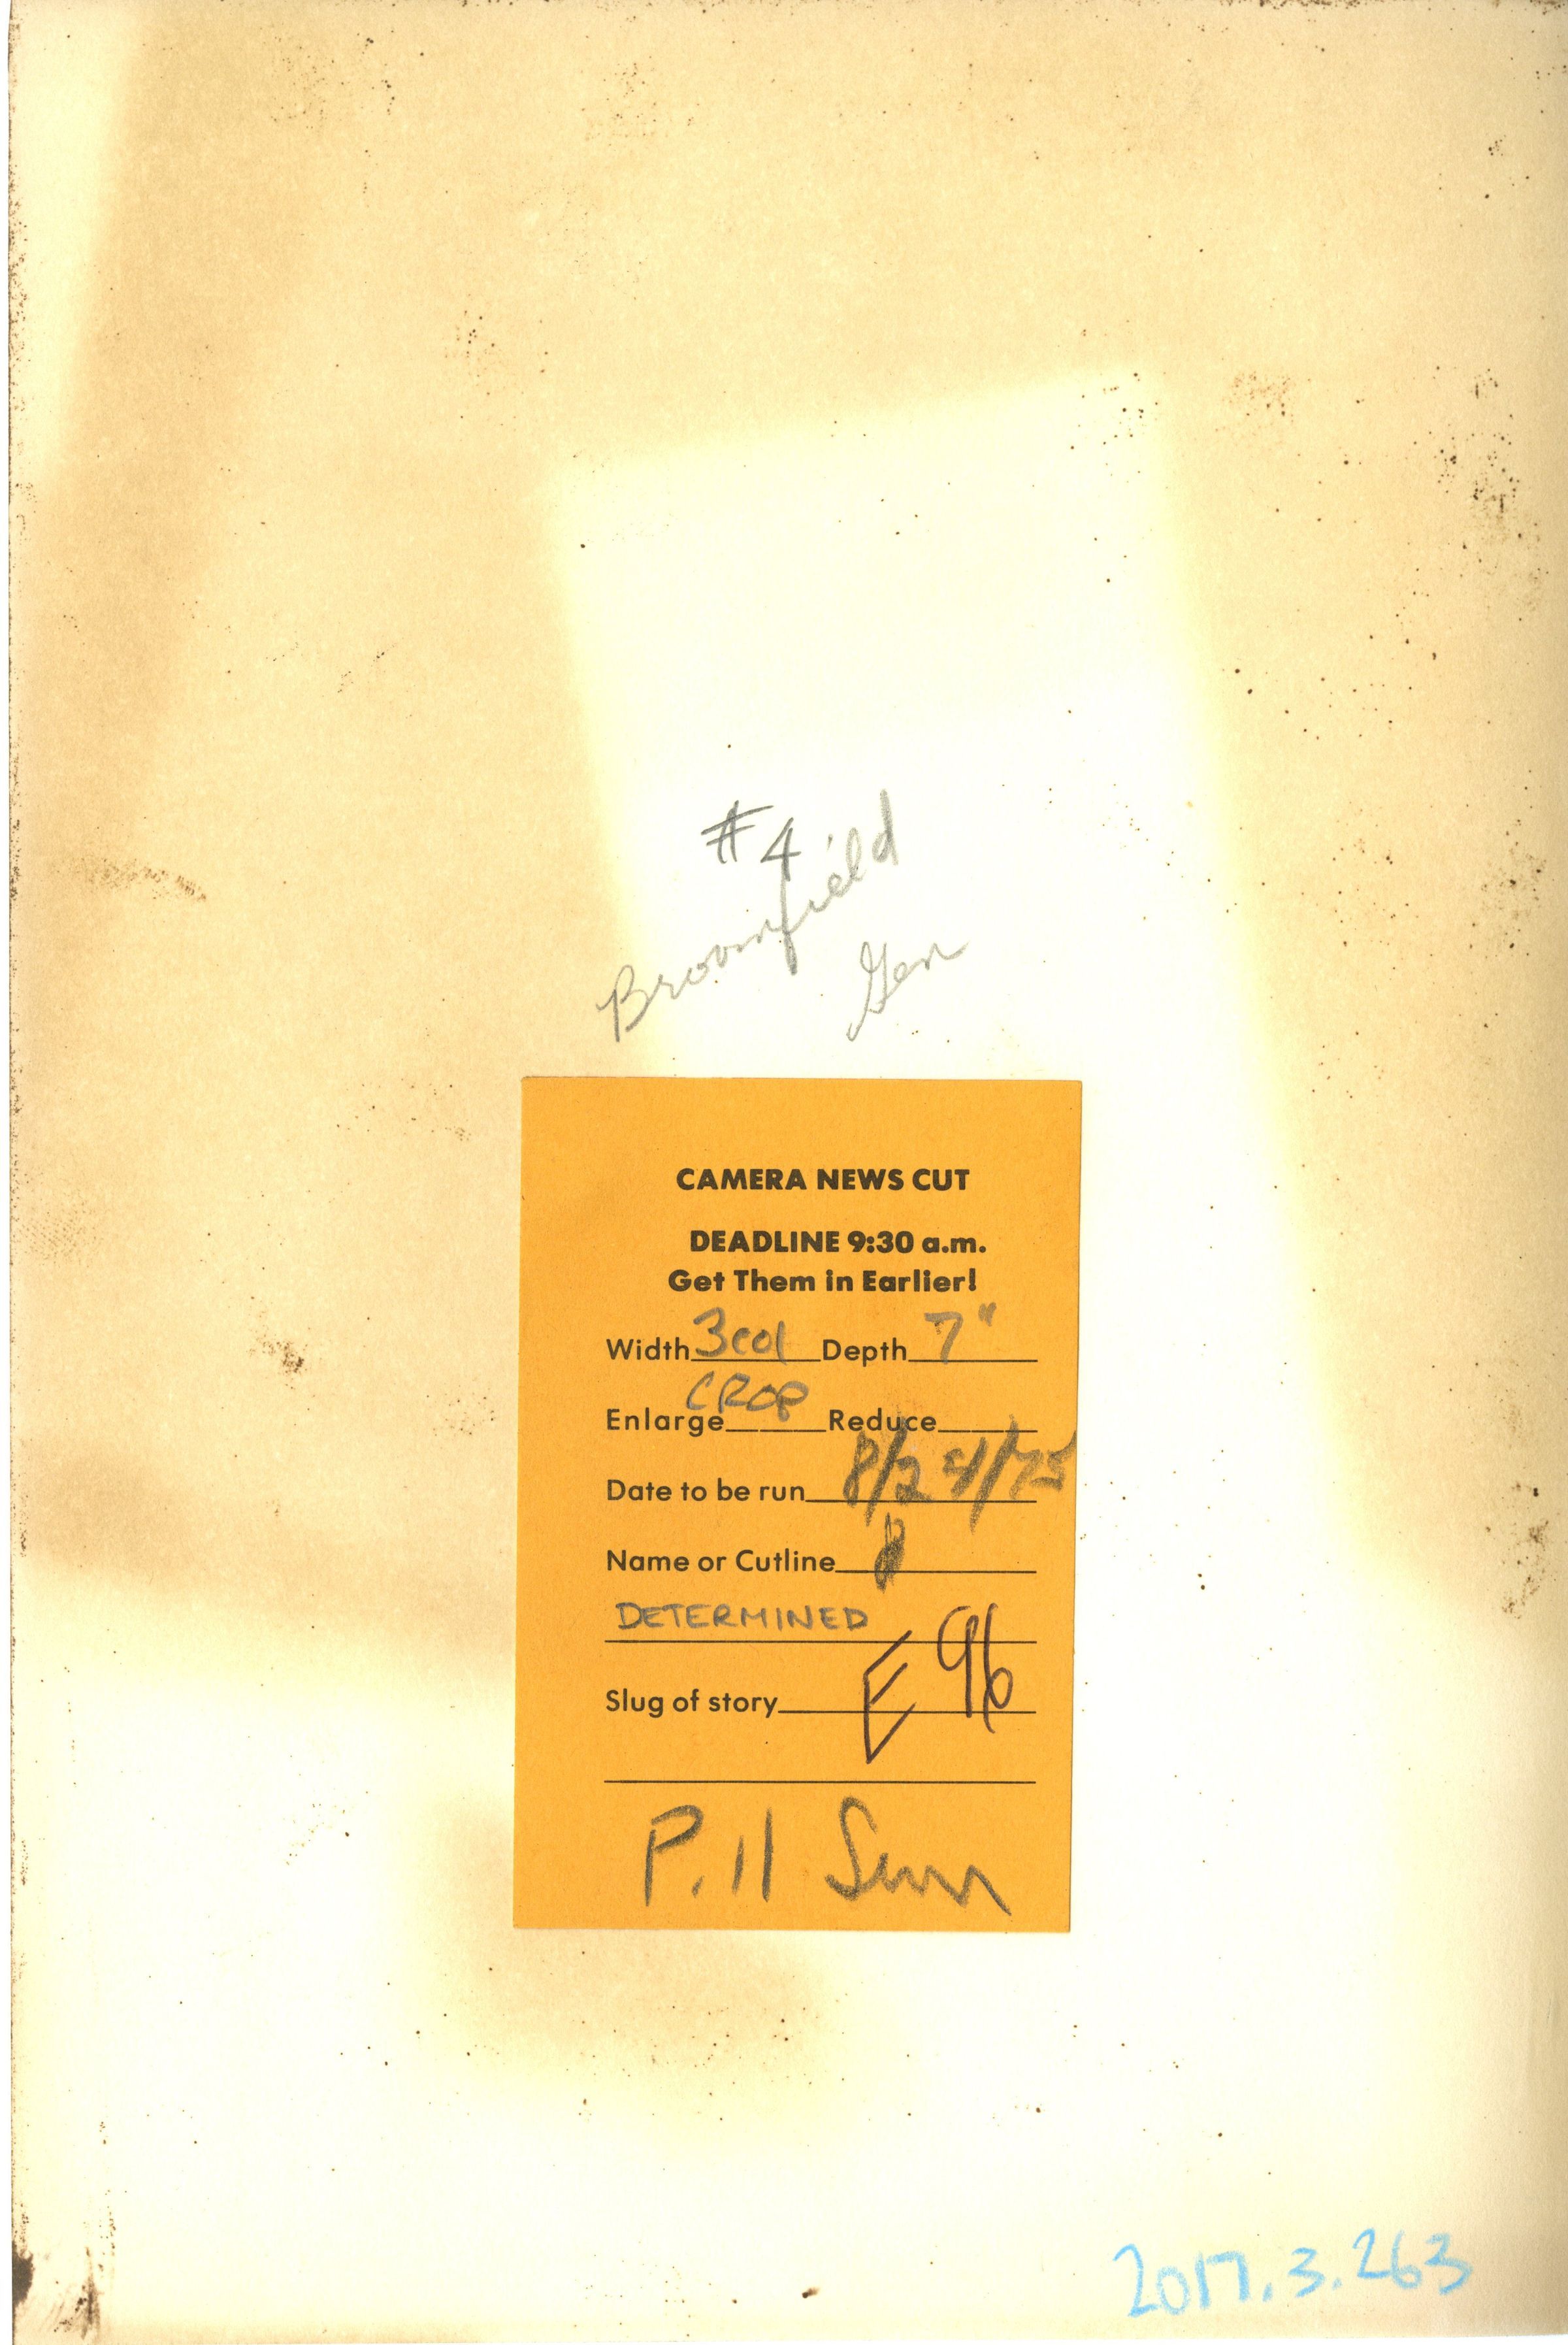 #4
Broomfield
Gen
CAMERA NEWS CUT
DEADLINE 9:30 a.m.
Get Them in Earlier!
Width 3 col Depth 7"
CROP
Enlarge Reduce
Date to be run 8/24/75
Name or Cutline
DETERMINED
Slug of story E 96
P. 11 Sun
2017.3.263